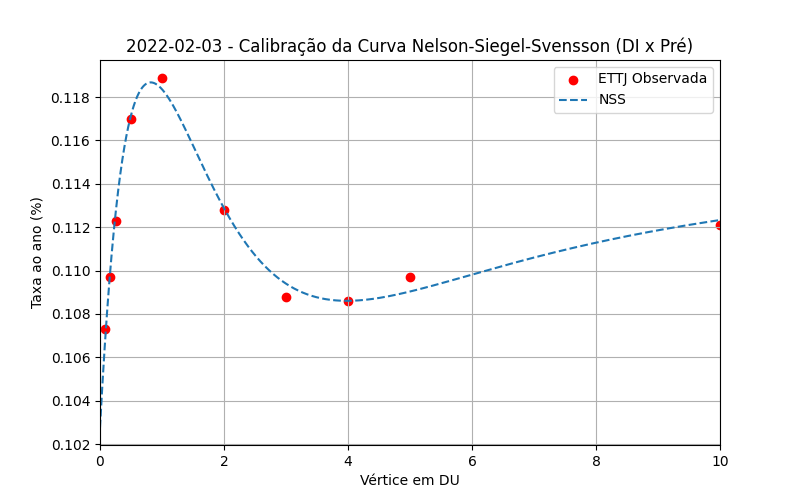 2022-02-03 - Calibração da Curva Nelson-Siegel-Svensson (DI x Pré)
ETTJ Observada
NSS
Taxa ao ano (%)
0.118
0.116
0.114
0.112
0.110
0.108
0.106
0.104
0.102
0 2 4 6 8 10
Vértice em DU